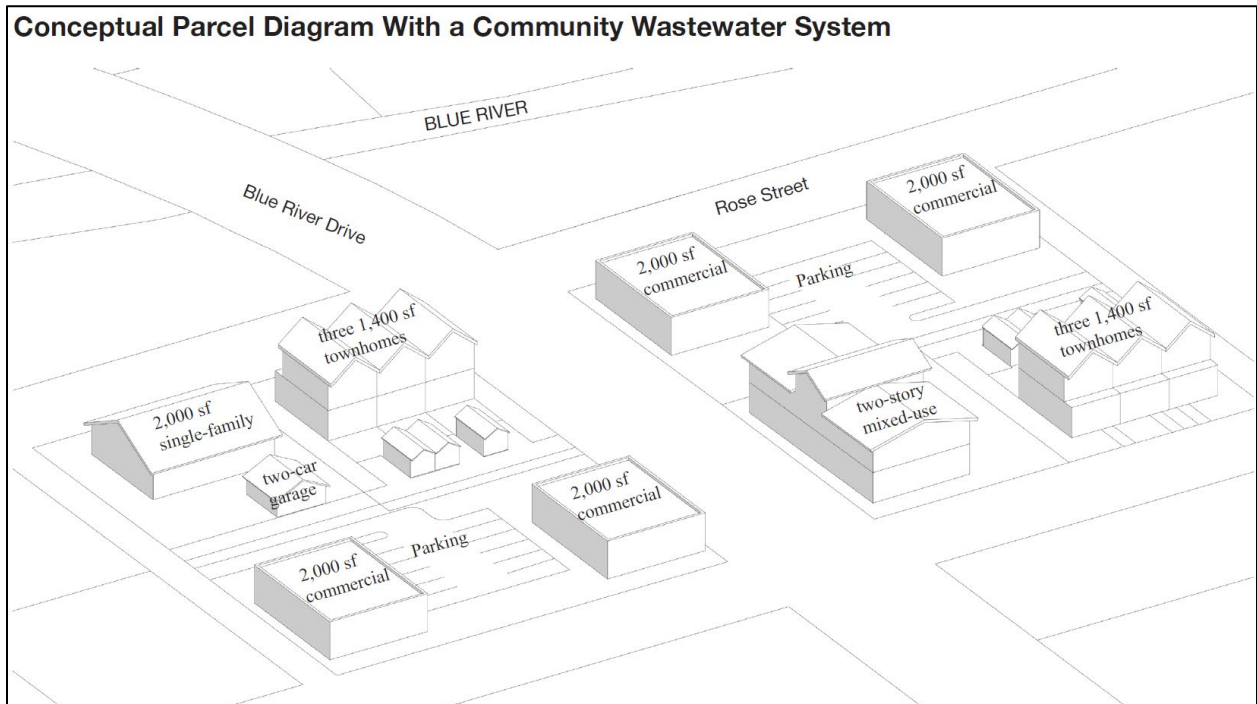 Conceptual Parcel Diagram With a Community Wastewater System
BLUE RIVER
Blue River Drive
Rose Street
2,000 sf
commercial
2,000 sf
commercial
Parking
three 1,400 sf
townhomes
three 1,400 sf
townhomes
two-story
mixed-use
2,000 sf
single-family
two-car
garage
2,000 sf
commercial
Parking
2,000 sf
commercial